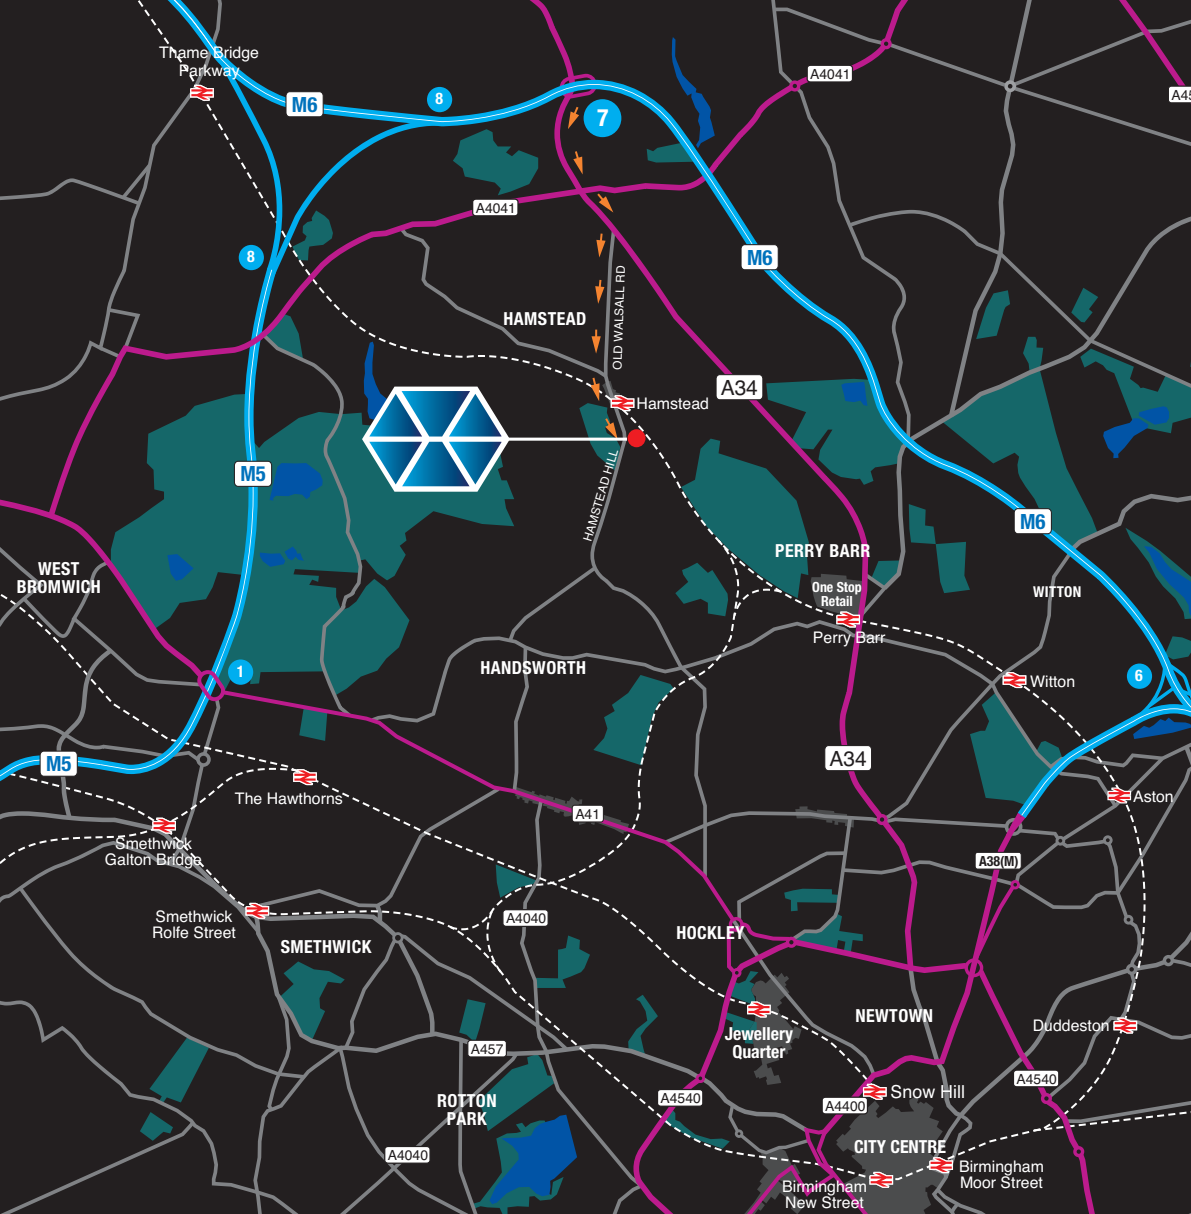 Thame Bridge
Parkway
M6
8
7
A4041
A45
A4041
8
M6
HAMSTEAD
OLD WALSALL RD
A34
Hamstead
M5
HAMSTEAD HILL
M6
WEST
BROMWICH
PERRY BARR
One Stop
Retail
WITTON
Perry Barr
HANDSWORTH
1
Witton
6
M5
A34
The Hawthorns
Aston
A41
Smethwick
Galton Bridge
A38(M)
Smethwick
Rolfe Street
A4040
SMETHWICK
HOCKLEY
NEWTOWN
Duddeston
Jewellery
Quarter
A457
A4540
Snow Hill
A4540
A4400
ROTTON
PARK
CITY CENTRE
A4040
Birmingham
Moor Street
Birmingham
New Street